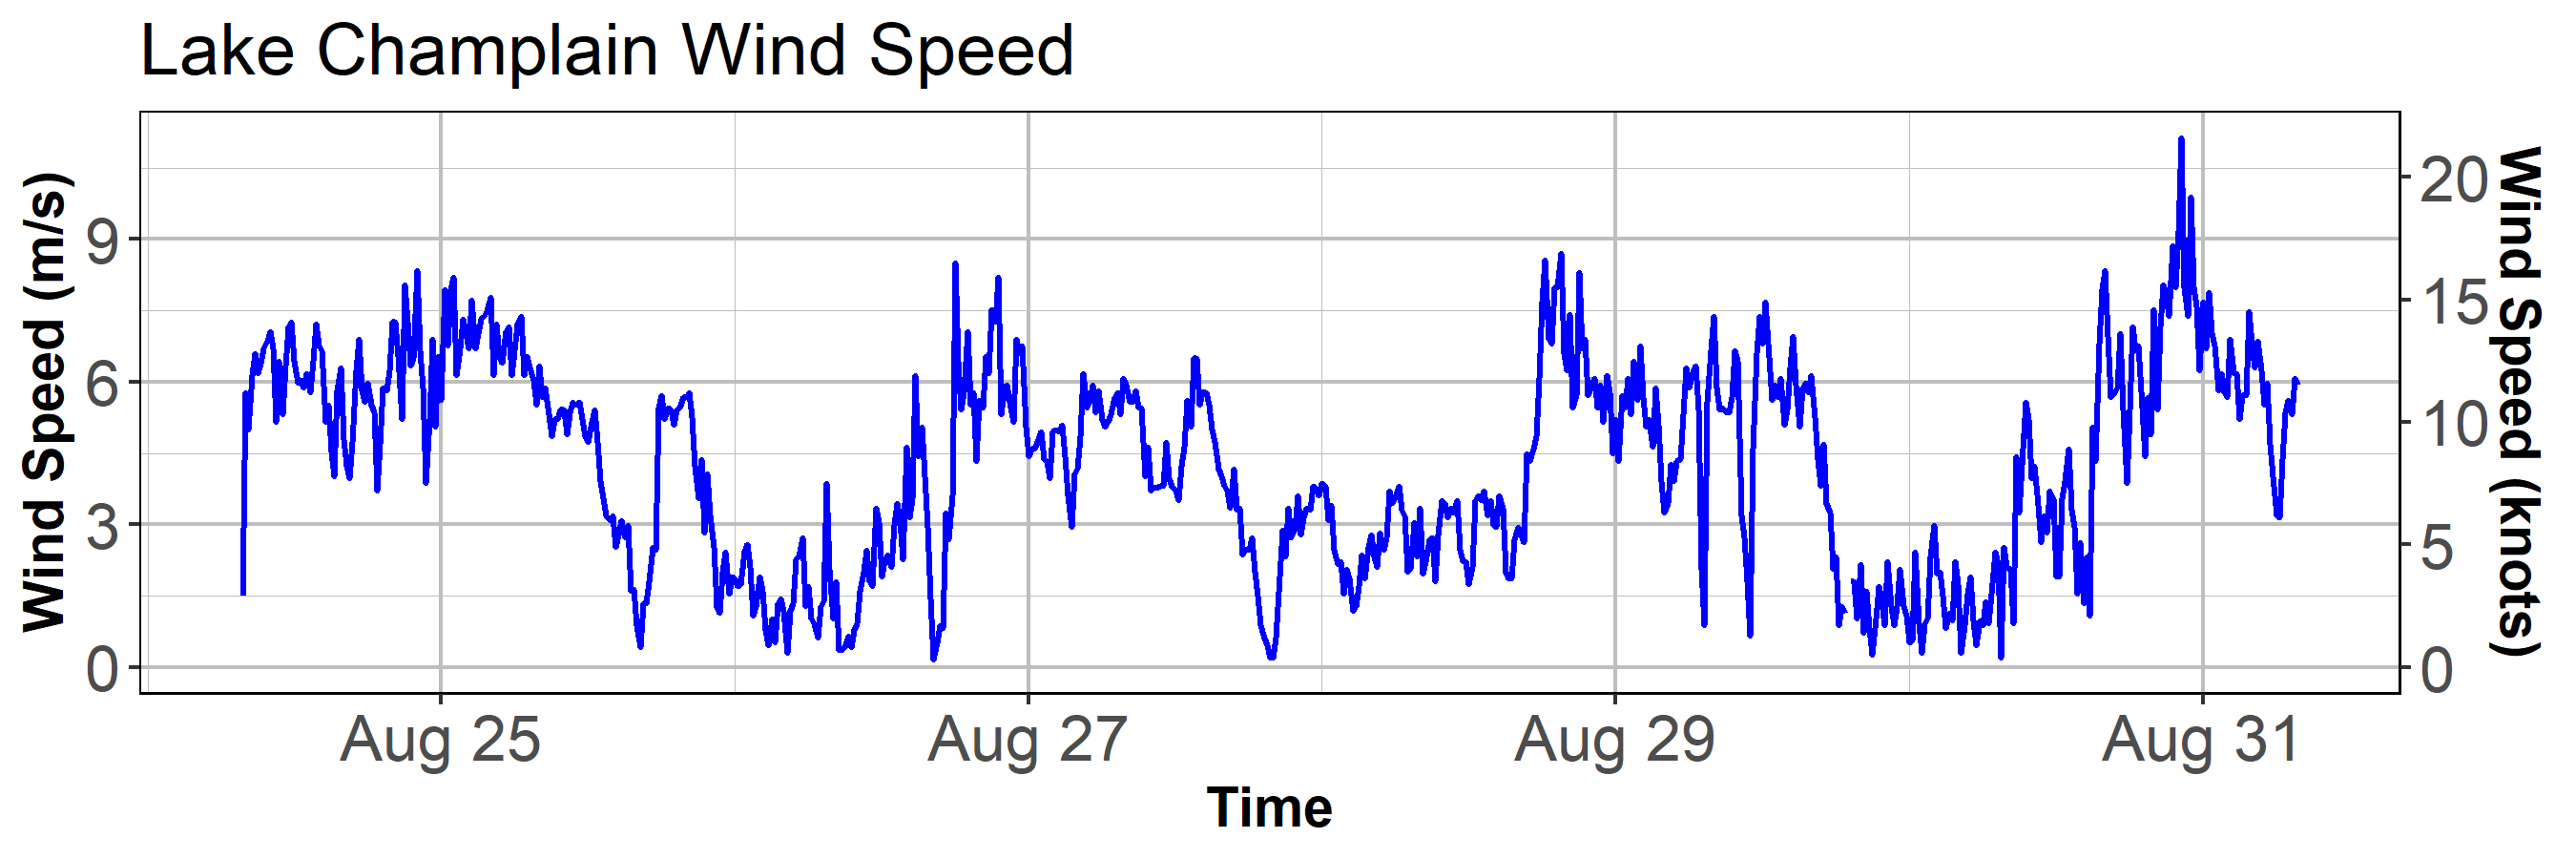 Lake Champlain Wind Speed
Wind Speed (m/s)
9
6
3
0
20
15
10
5
0
Wind Speed (knots)
Aug 25
Aug 27
Aug 29
Aug 31
Time